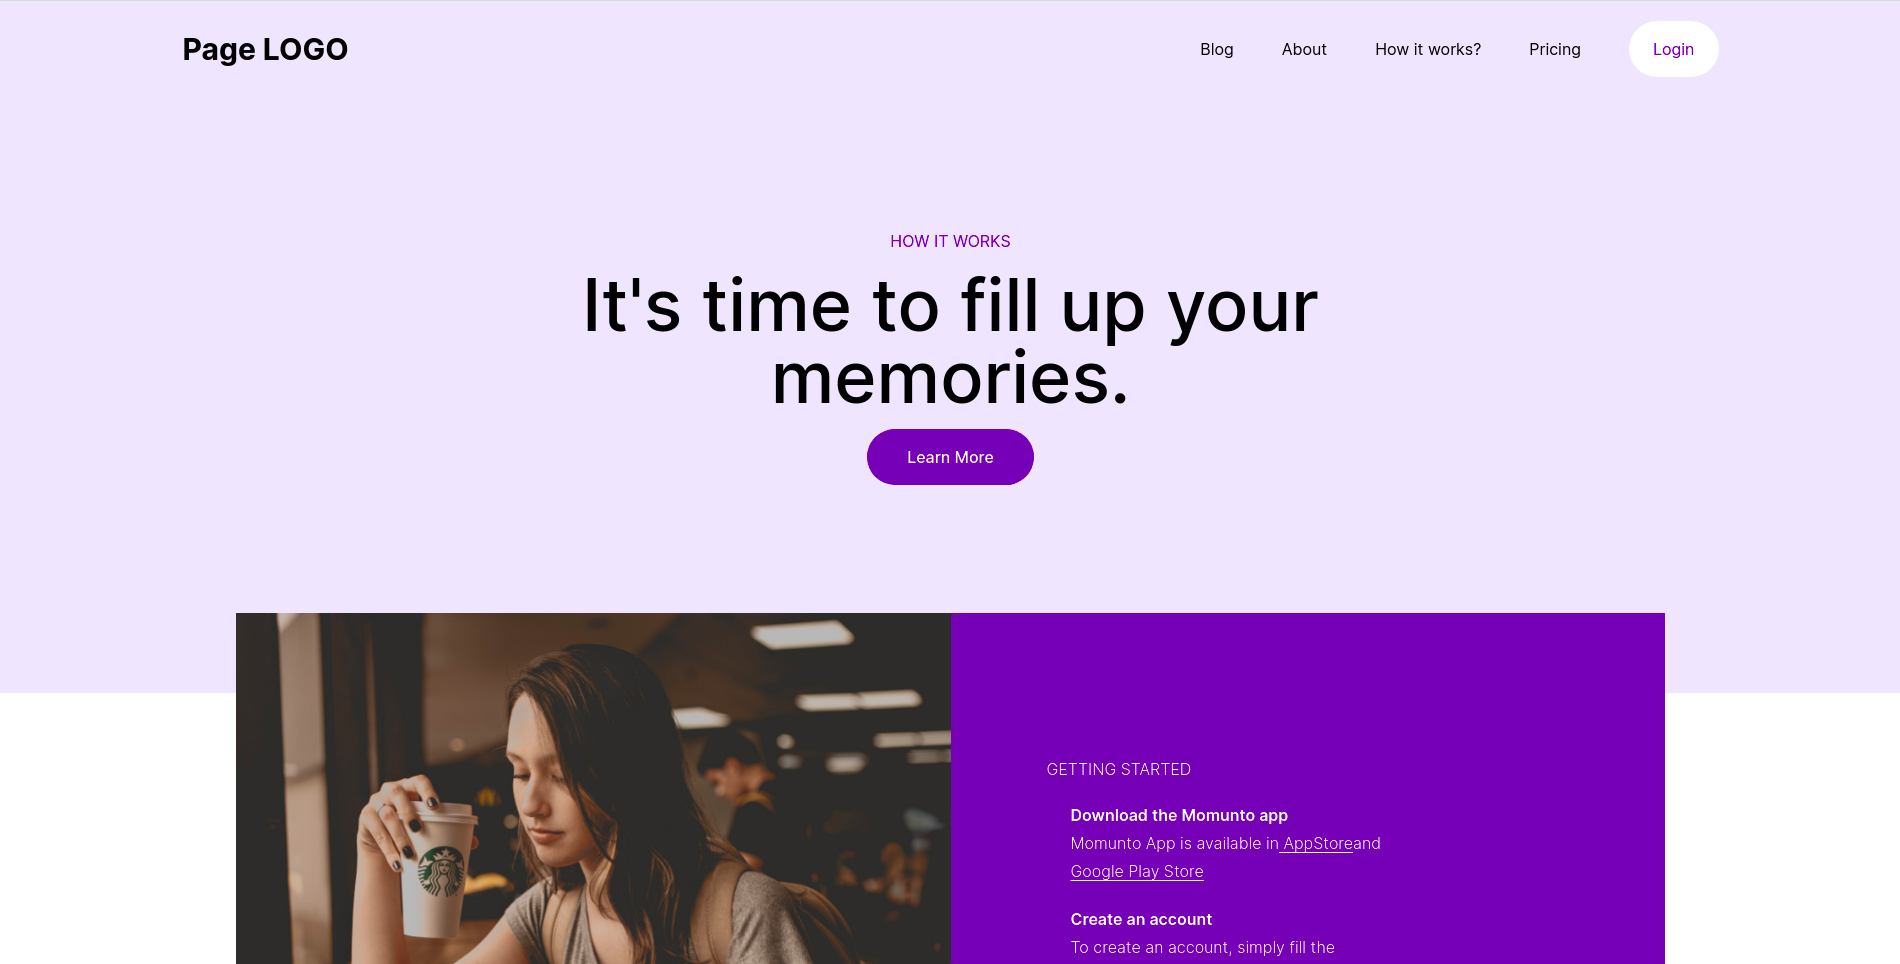 Page LOGO
Blog
About
How it works?
Pricing
Login
HOW IT WORKS
It's time to fill up your
memories.
Learn More
GETTING STARTED
Download the Momunto app
Momunto App is available in AppStoreand
Google Play Store
Create an account
To create an account, simply fill the